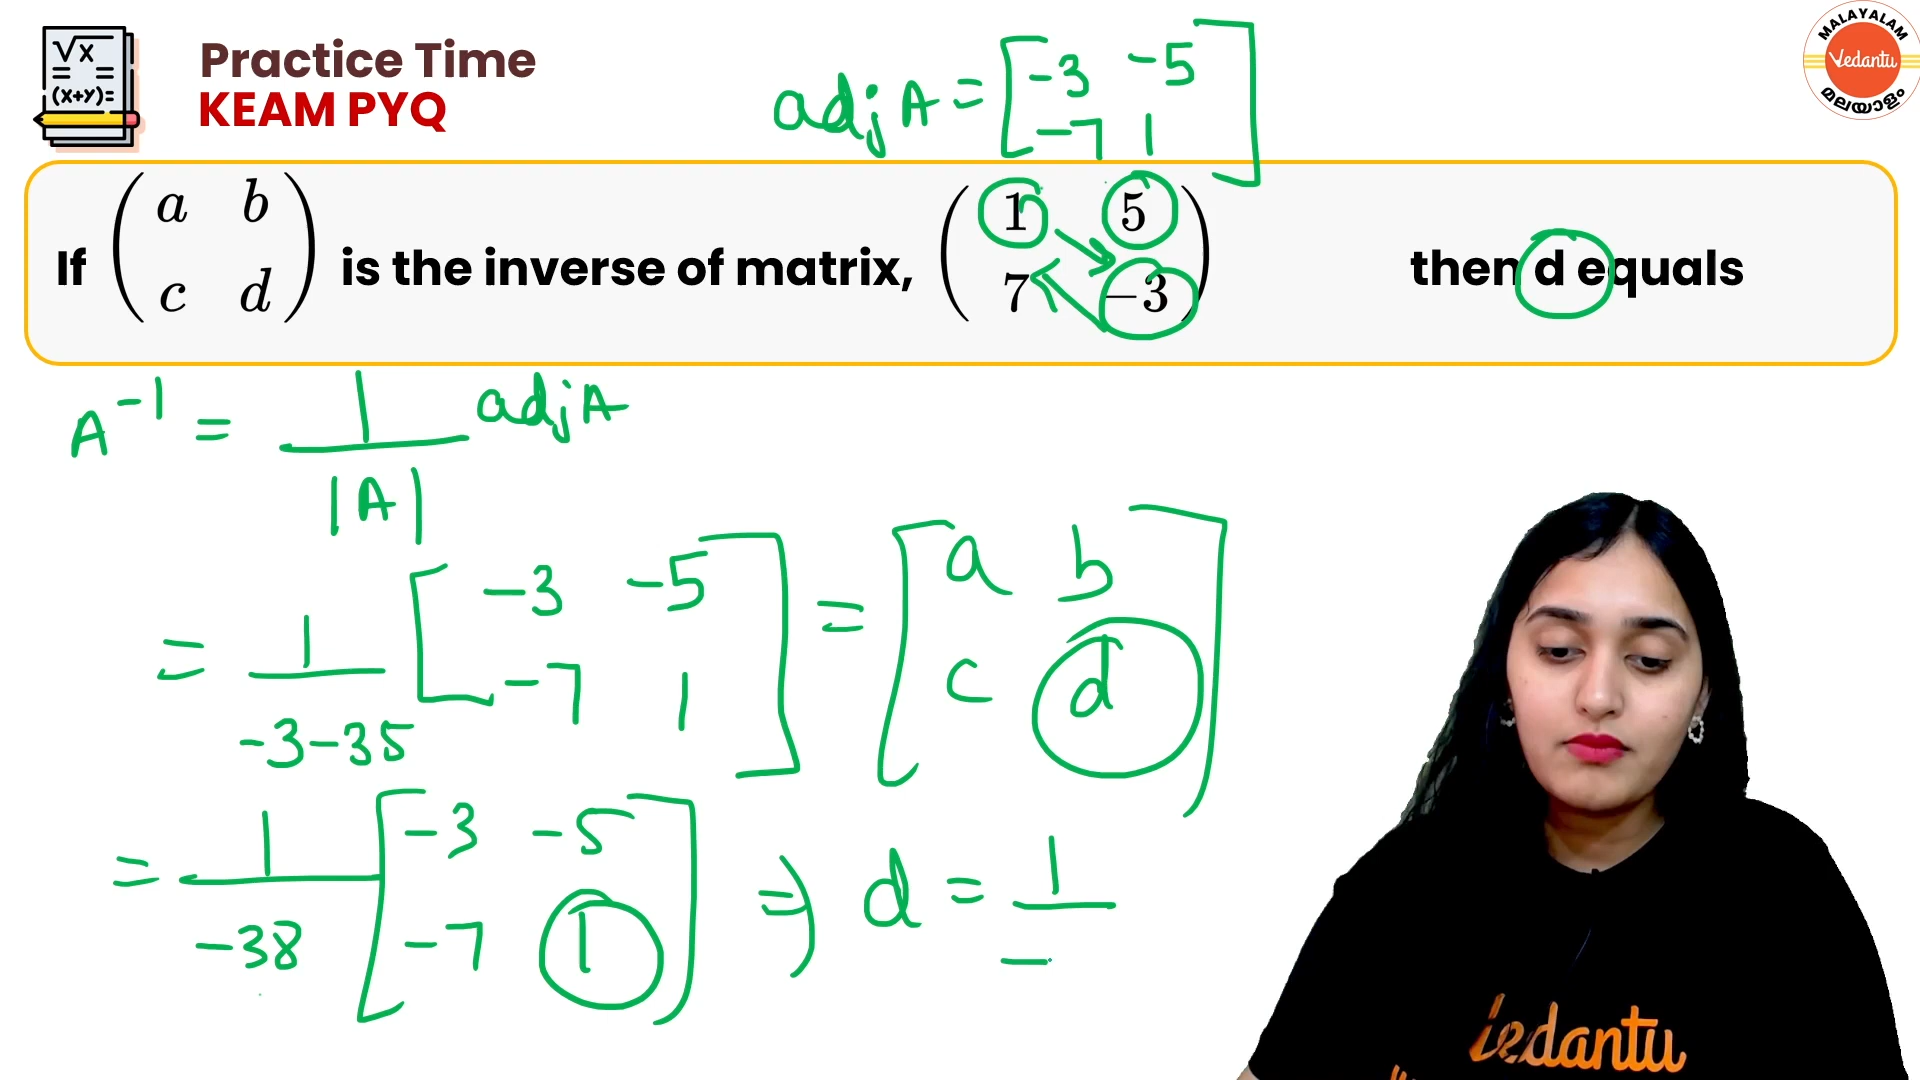 √x
= =
(x+y)=
Practice Time
KEAM PYQ
adj A = [ -3 -5
-7 1 ]
MALAYALAM
Vedantu
മലയാളം
If ( a b
c d ) is the inverse of matrix, ( 1 5
7 −3 ) then d equals
A^-1 = 1/|A| adj A
= 1/(-3-35) [ -3 -5
-7 1 ] = [ a b
c d ]
= 1/(-38) [ -3 -5
-7 1 ] ⇒ d = 1/-
vedantu